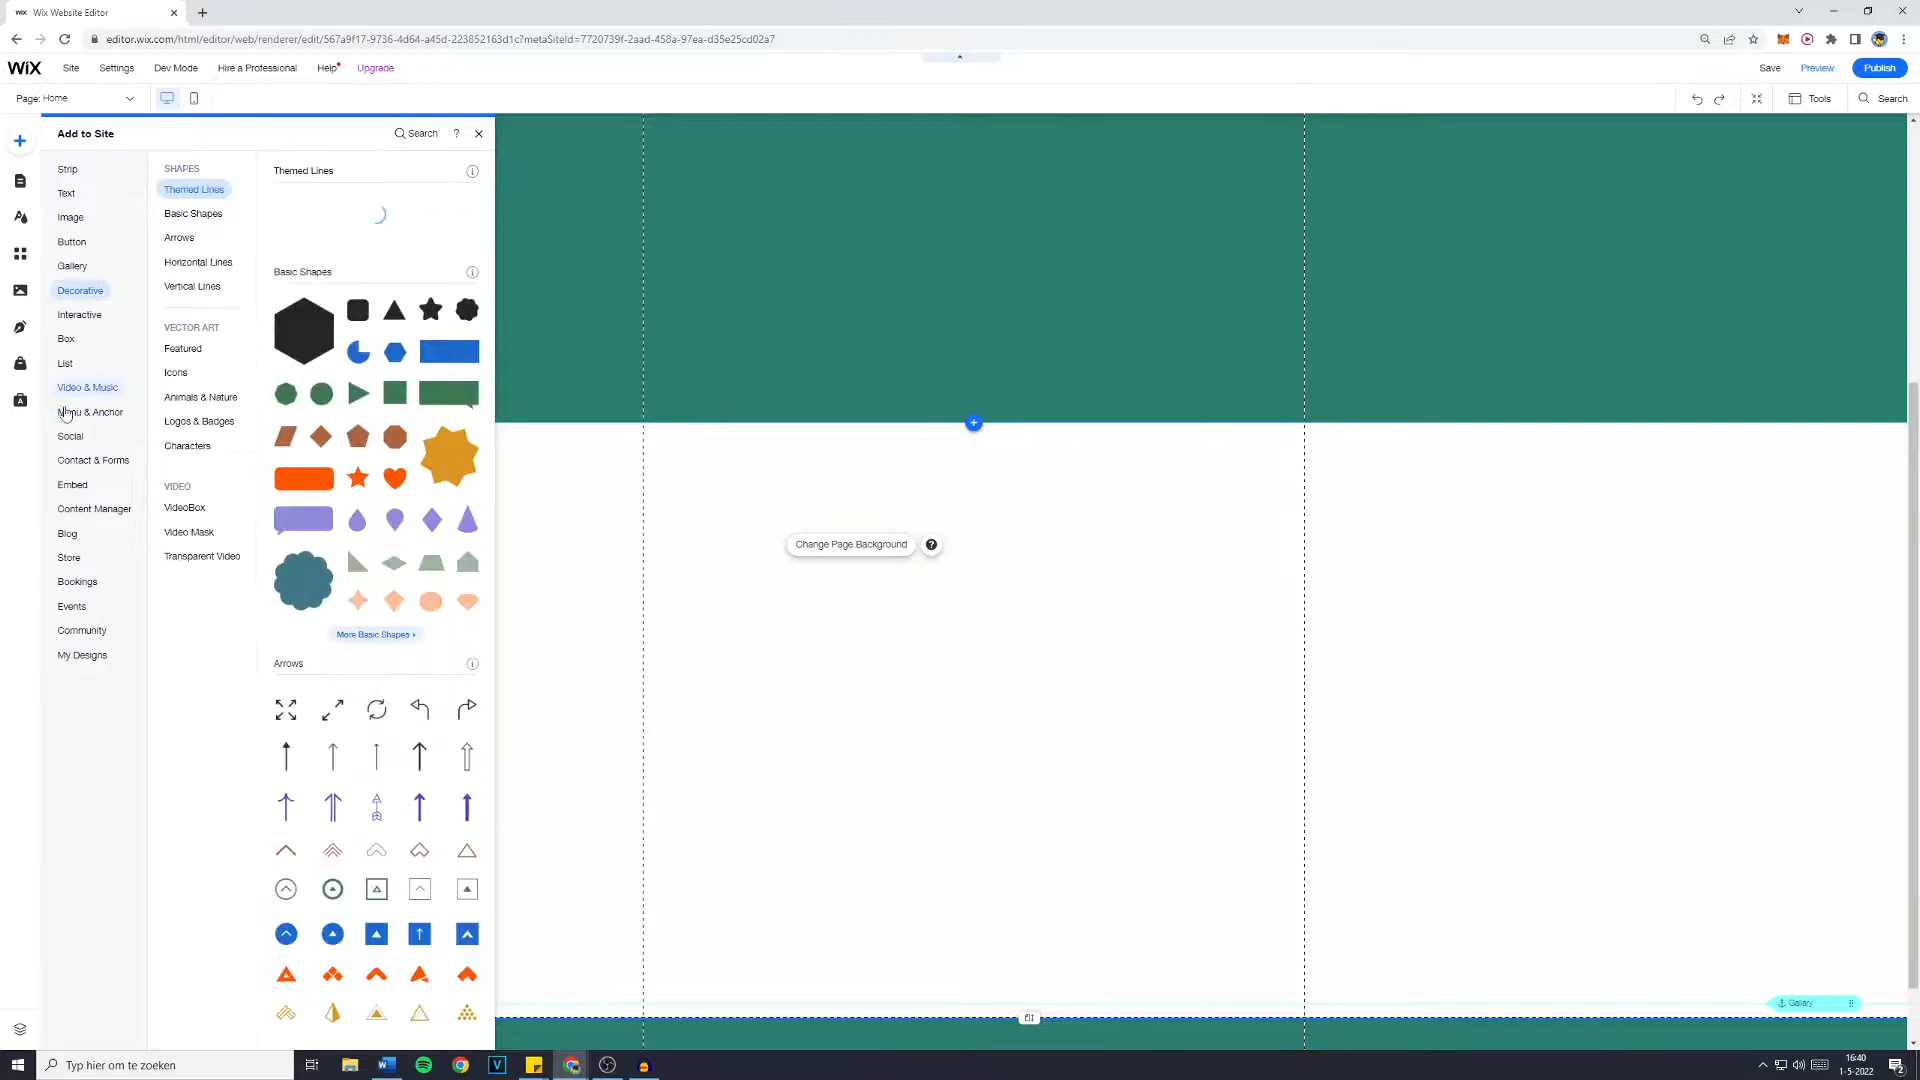 Wix Website Editor
editor.wix.com/html/editor/web/renderer/edit/567a9f17-9736-4d64-a45d-223852163d1c?metaSiteId=7720739f-2aad-458a-97ea-d35e25cd02a7
WiX Site Settings Dev Mode Hire a Professional Help Upgrade Save Preview Publish
Page: Home Tools Search
Add to Site Search ?
Strip
Text
Image
Button
Gallery
Decorative
Interactive
Box
List
Video & Music
Menu & Anchor
Social
Contact & Forms
Embed
Content Manager
Blog
Store
Bookings
Events
Community
My Designs
SHAPES
Themed Lines
Basic Shapes
Arrows
Horizontal Lines
Vertical Lines
VECTOR ART
Featured
Icons
Animals & Nature
Logos & Badges
Characters
VIDEO
VideoBox
Video Mask
Transparent Video
Themed Lines
Basic Shapes
More Basic Shapes
Arrows
Change Page Background ?
Gallary
Typ hier om te zoeken
16:40
1-5-2022
2